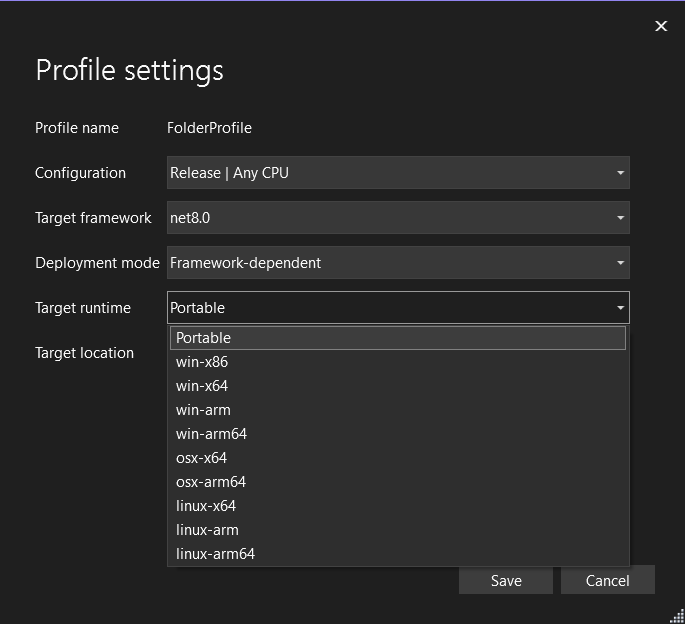 Profile settings
Profile name FolderProfile
Configuration Release | Any CPU
Target framework net8.0
Deployment mode Framework-dependent
Target runtime Portable
Portable
Target location
win-x86
win-x64
win-arm
win-arm64
osx-x64
osx-arm64
linux-x64
linux-arm
linux-arm64
Save Cancel